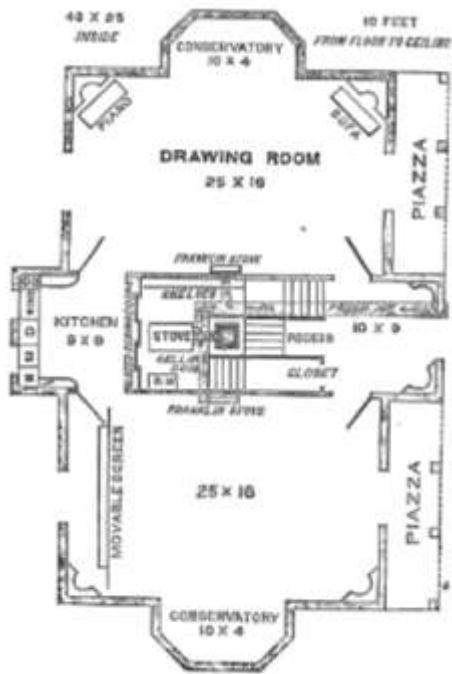 43 X 25
INSIDE
10 FEET
FROM FLOOR TO CEILING
CONSERVATORY
10 X 4
PIANO
SOFA
DRAWING ROOM
25 X 16
PIAZZA
FRANKLIN STOVE
SHELVES
KITCHEN
9 X 9
STOVE
10 X 9
CLOSET
FRANKLIN STOVE
MOVABLE SCREEN
25 X 16
PIAZZA
CONSERVATORY
10 X 4